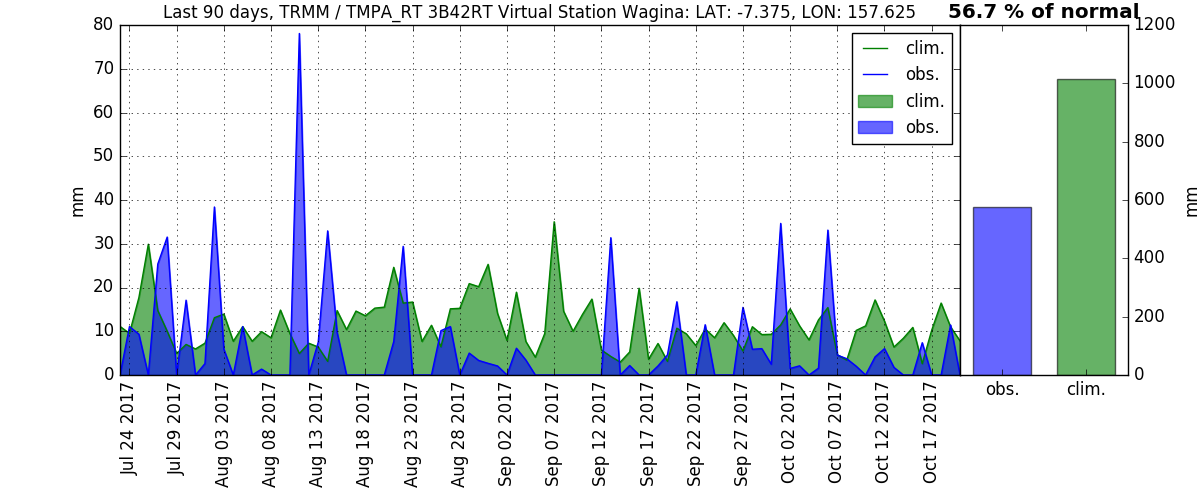 Last 90 days, TRMM / TMPA_RT 3B42RT Virtual Station Wagina: LAT: -7.375, LON: 157.625
56.7 % of normal
80
70
60
50
40
30
20
10
0
mm
clim.
obs.
clim.
obs.
Jul 24 2017
Jul 29 2017
Aug 03 2017
Aug 08 2017
Aug 13 2017
Aug 18 2017
Aug 23 2017
Aug 28 2017
Sep 02 2017
Sep 07 2017
Sep 12 2017
Sep 17 2017
Sep 22 2017
Sep 27 2017
Oct 02 2017
Oct 07 2017
Oct 12 2017
Oct 17 2017
1200
1000
800
600
400
200
0
mm
obs.
clim.